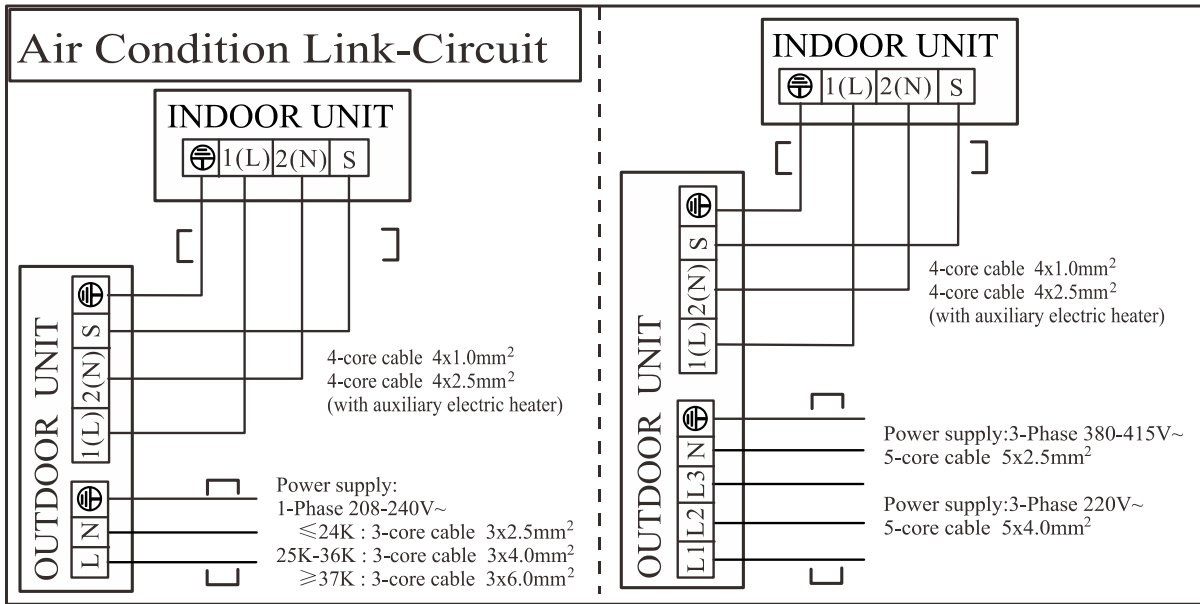 Air Condition Link-Circuit
INDOOR UNIT
1(L) 2(N) S
OUTDOOR UNIT
S
2(N)
1(L)
4-core cable 4x1.0mm²
4-core cable 4x2.5mm²
(with auxiliary electric heater)
N
L
Power supply:
1-Phase 208-240V~
≤24K : 3-core cable 3x2.5mm²
25K-36K : 3-core cable 3x4.0mm²
≥37K : 3-core cable 3x6.0mm²
INDOOR UNIT
1(L) 2(N) S
OUTDOOR UNIT
S
2(N)
1(L)
4-core cable 4x1.0mm²
4-core cable 4x2.5mm²
(with auxiliary electric heater)
N
L3
L2
L1
Power supply:3-Phase 380-415V~
5-core cable 5x2.5mm²
Power supply:3-Phase 220V~
5-core cable 5x4.0mm²